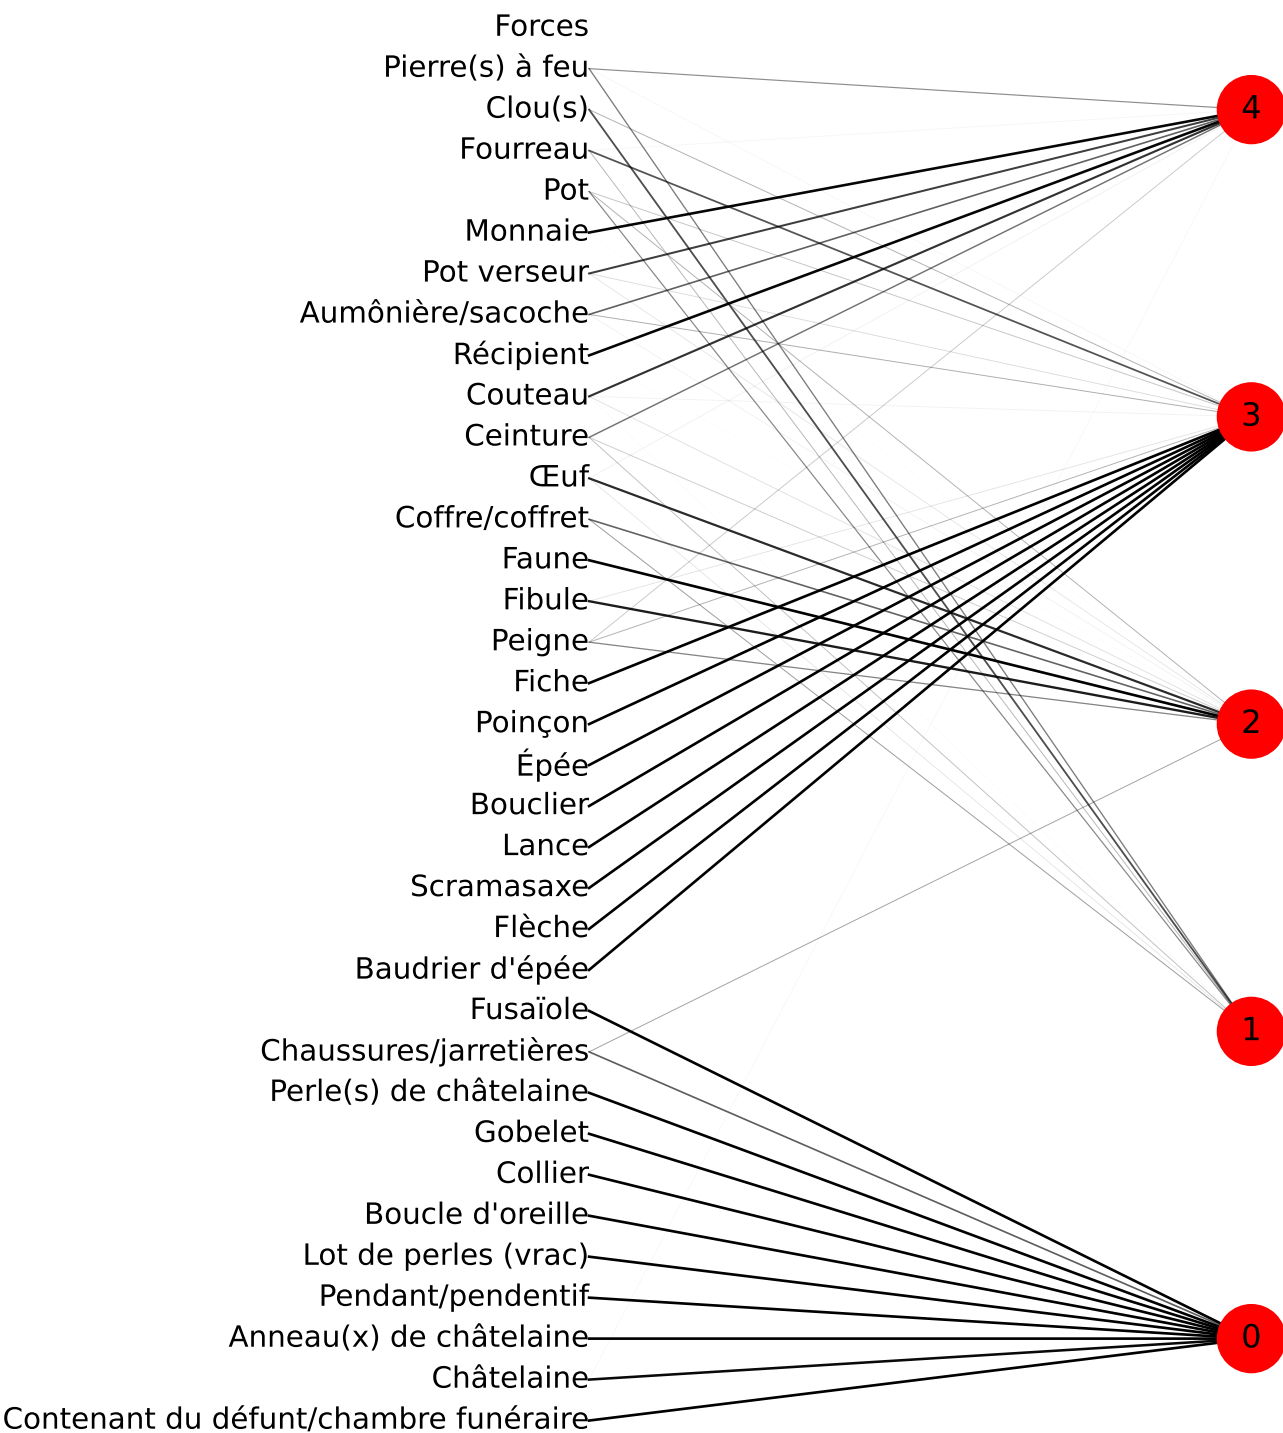 Forces
Pierre(s) à feu
Clou(s)
Fourreau
Pot
Monnaie
Pot verseur
Aumônière/sacoche
Récipient
Couteau
Ceinture
Œuf
Coffre/coffret
Faune
Fibule
Peigne
Fiche
Poinçon
Épée
Bouclier
Lance
Scramasaxe
Flèche
Baudrier d'épée
Fusaïole
Chaussures/jarretières
Perle(s) de châtelaine
Gobelet
Collier
Boucle d'oreille
Lot de perles (vrac)
Pendant/pendentif
Anneau(x) de châtelaine
Châtelaine
Contenant du défunt/chambre funéraire
4
3
2
1
0